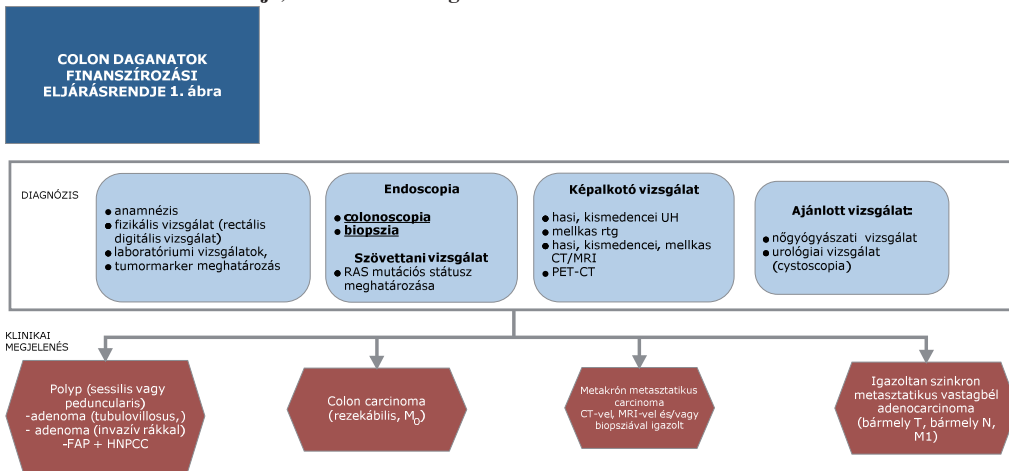 COLON DAGANATOK
FINANSZÍROZÁSI
ELJÁRÁSRENDJE 1. ábra
DIAGNÓZIS
● anamnézis
● fizikális vizsgálat (rectális
digitális vizsgálat)
● laboratóriumi vizsgálatok,
● tumormarker meghatározás
Endoscopia
● colonoscopia
● biopszia
Szövettani vizsgálat
● RAS mutációs státusz
meghatározása
Képalkotó vizsgálat
● hasi, kismedencei UH
● mellkas rtg
● hasi, kismedencei, mellkas
CT/MRI
● PET-CT
Ajánlott vizsgálat:
● nőgyógyászati vizsgálat
● urológiai vizsgálat
(cystoscopia)
KLINIKAI
MEGJELENÉS
Polyp (sessilis vagy
peduncularis)
-adenoma (tubulovillosus,)
- adenoma (invazív rákkal)
-FAP + HNPCC
Colon carcinoma
(rezekábilis, M0)
Metakrón metasztatikus
carcinoma
CT-vel, MRI-vel és/vagy
biopsziával igazolt
Igazoltan szinkron
metasztatikus vastagbél
adenocarcinoma
(bármely T, bármely N,
M1)